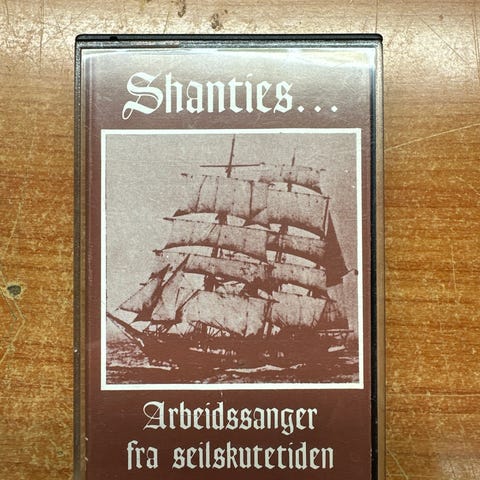 Shanties...
Arbeidssanger
fra seilskutetiden